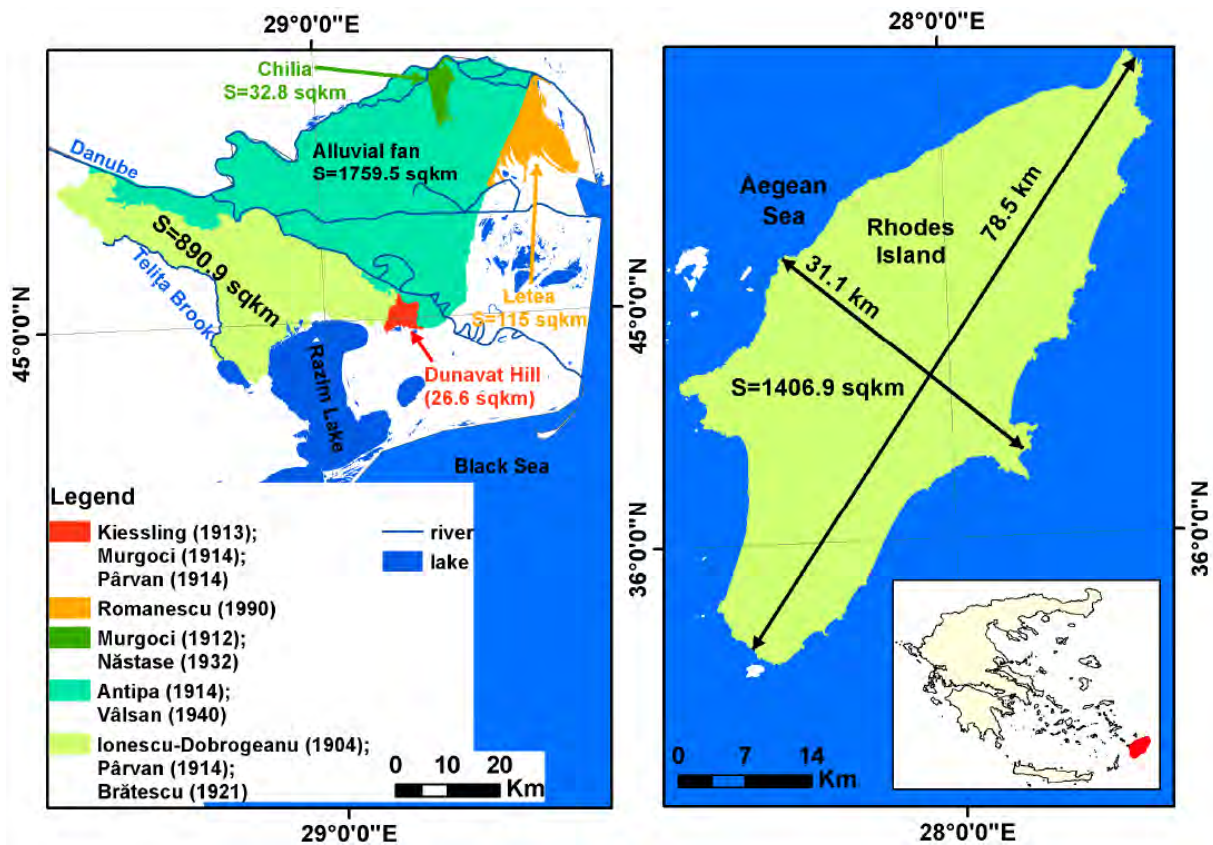 29°0'0"E
Chilia
S=32.8 sqkm
Danube
Alluvial fan
S=1759.5 sqkm
S=890.9 sqkm
Teliţa Brook
45°0'0"N
45°0'0"N
Letea
S=115 sqkm
Razim Lake
Dunavat Hill
(26.6 sqkm)
Black Sea
Legend
Kiessling (1913);
Murgoci (1914);
Pârvan (1914)
Romanescu (1990)
Murgoci (1912);
Năstase (1932)
Antipa (1914);
Vâlsan (1940)
Ionescu-Dobrogeanu (1904);
Pârvan (1914);
Brătescu (1921)
river
lake
0 10 20
Km
29°0'0"E
28°0'0"E
Aegean
Sea
Rhodes
Island
78.5 km
31.1 km
S=1406.9 sqkm
36°0'0"N
36°0'0"N
0 7 14
Km
28°0'0"E